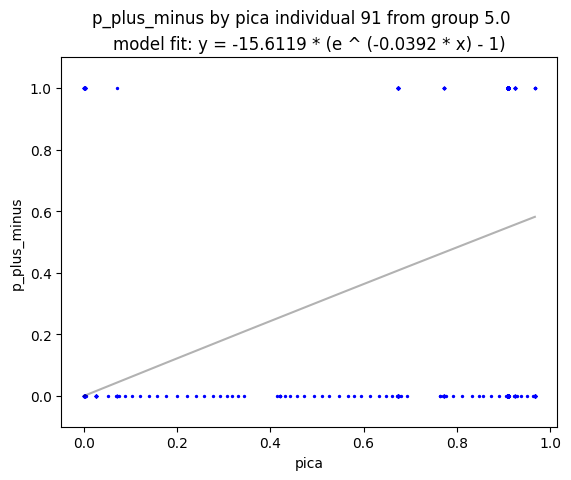 p_plus_minus by pica individual 91 from group 5.0
model fit: y = -15.6119 * (e ^ (-0.0392 * x) - 1)
1.0
0.8
0.6
0.4
0.2
0.0
p_plus_minus
0.0 0.2 0.4 0.6 0.8 1.0
pica